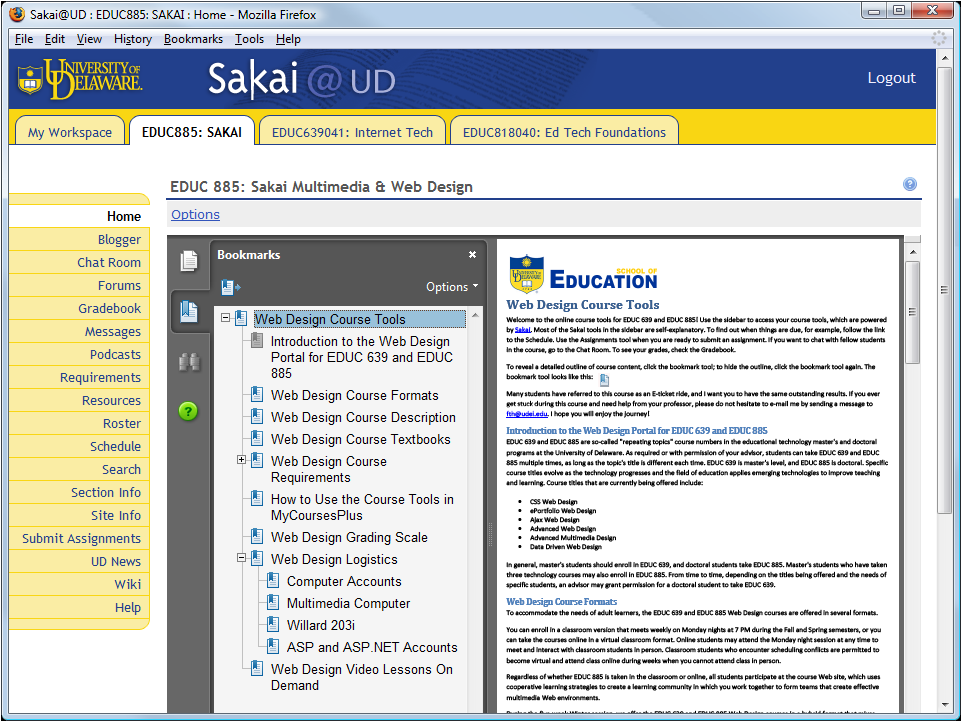 Sakai@UD : EDUC885: SAKAI : Home - Mozilla Firefox
File Edit View History Bookmarks Tools Help
UNIVERSITY OF DELAWARE.
Sakai @ UD
Logout
My Workspace
EDUC885: SAKAI
EDUC639041: Internet Tech
EDUC818040: Ed Tech Foundations
EDUC 885: Sakai Multimedia & Web Design
Options
Home
Blogger
Chat Room
Forums
Gradebook
Messages
Podcasts
Requirements
Resources
Roster
Schedule
Search
Section Info
Site Info
Submit Assignments
UD News
Wiki
Help
Bookmarks
Options
Web Design Course Tools
Introduction to the Web Design
Portal for EDUC 639 and EDUC
885
Web Design Course Formats
Web Design Course Description
Web Design Course Textbooks
Web Design Course
Requirements
How to Use the Course Tools in
MyCoursesPlus
Web Design Grading Scale
Web Design Logistics
Computer Accounts
Multimedia Computer
Willard 203i
ASP and ASP.NET Accounts
Web Design Video Lessons On
Demand
SCHOOL OF
EDUCATION
Web Design Course Tools
Welcome to the online course tools for EDUC 639 and EDUC 885! Use the sidebar to access your course tools, which are powered
by Sakai. Most of the Sakai tools in the sidebar are self-explanatory. To find out when things are due, for example, follow the link
to the Schedule. Use the Assignments tool when you are ready to submit an assignment. If you want to chat with fellow students
in the course, go to the Chat Room. To see your grades, check the Gradebook.
To reveal a detailed outline of course content, click the bookmark tool; to hide the outline, click the bookmark tool again. The
bookmark tool looks like this:
Many students have referred to this course as an E-ticket ride, and I want you to have the same outstanding results. If you ever
get stuck during this course and need help from your professor, please do not hesitate to e-mail me by sending a message to
fth@udel.edu. I hope you will enjoy the journey!
Introduction to the Web Design Portal for EDUC 639 and EDUC 885
EDUC 639 and EDUC 885 are so-called "repeating topics" course numbers in the educational technology master's and doctoral
programs at the University of Delaware. As required or with permission of your advisor, students can take EDUC 639 and EDUC
885 multiple times, as long as the topic's title is different each time. EDUC 639 is master's level, and EDUC 885 is doctoral. Specific
course titles evolve as the technology progresses and the field of education applies emerging technologies to improve teaching
and learning. Course titles that are currently being offered include:
• CSS Web Design
• ePortfolio Web Design
• Ajax Web Design
• Advanced Web Design
• Advanced Multimedia Design
• Data Driven Web Design
In general, master's students should enroll in EDUC 639, and doctoral students take EDUC 885. Master's students who have taken
three technology courses may also enroll in EDUC 885. From time to time, depending on the titles being offered and the needs of
specific students, an advisor may grant permission for a doctoral student to take EDUC 639.
Web Design Course Formats
To accommodate the needs of adult learners, the EDUC 639 and EDUC 885 Web Design courses are offered in several formats.
You can enroll in a classroom version that meets weekly on Monday nights at 7 PM during the Fall and Spring semesters, or you
can take the courses online in a virtual classroom format. Online students may attend the Monday night session at any time to
meet and interact with classroom students in person. Classroom students who encounter scheduling conflicts are permitted to
become virtual and attend class online during weeks when you cannot attend class in person.
Regardless of whether EDUC 885 is taken in the classroom or online, all students participate at the course Web site, which uses
cooperative learning strategies to create a learning community in which you work together to form teams that create effective
multimedia Web environments.